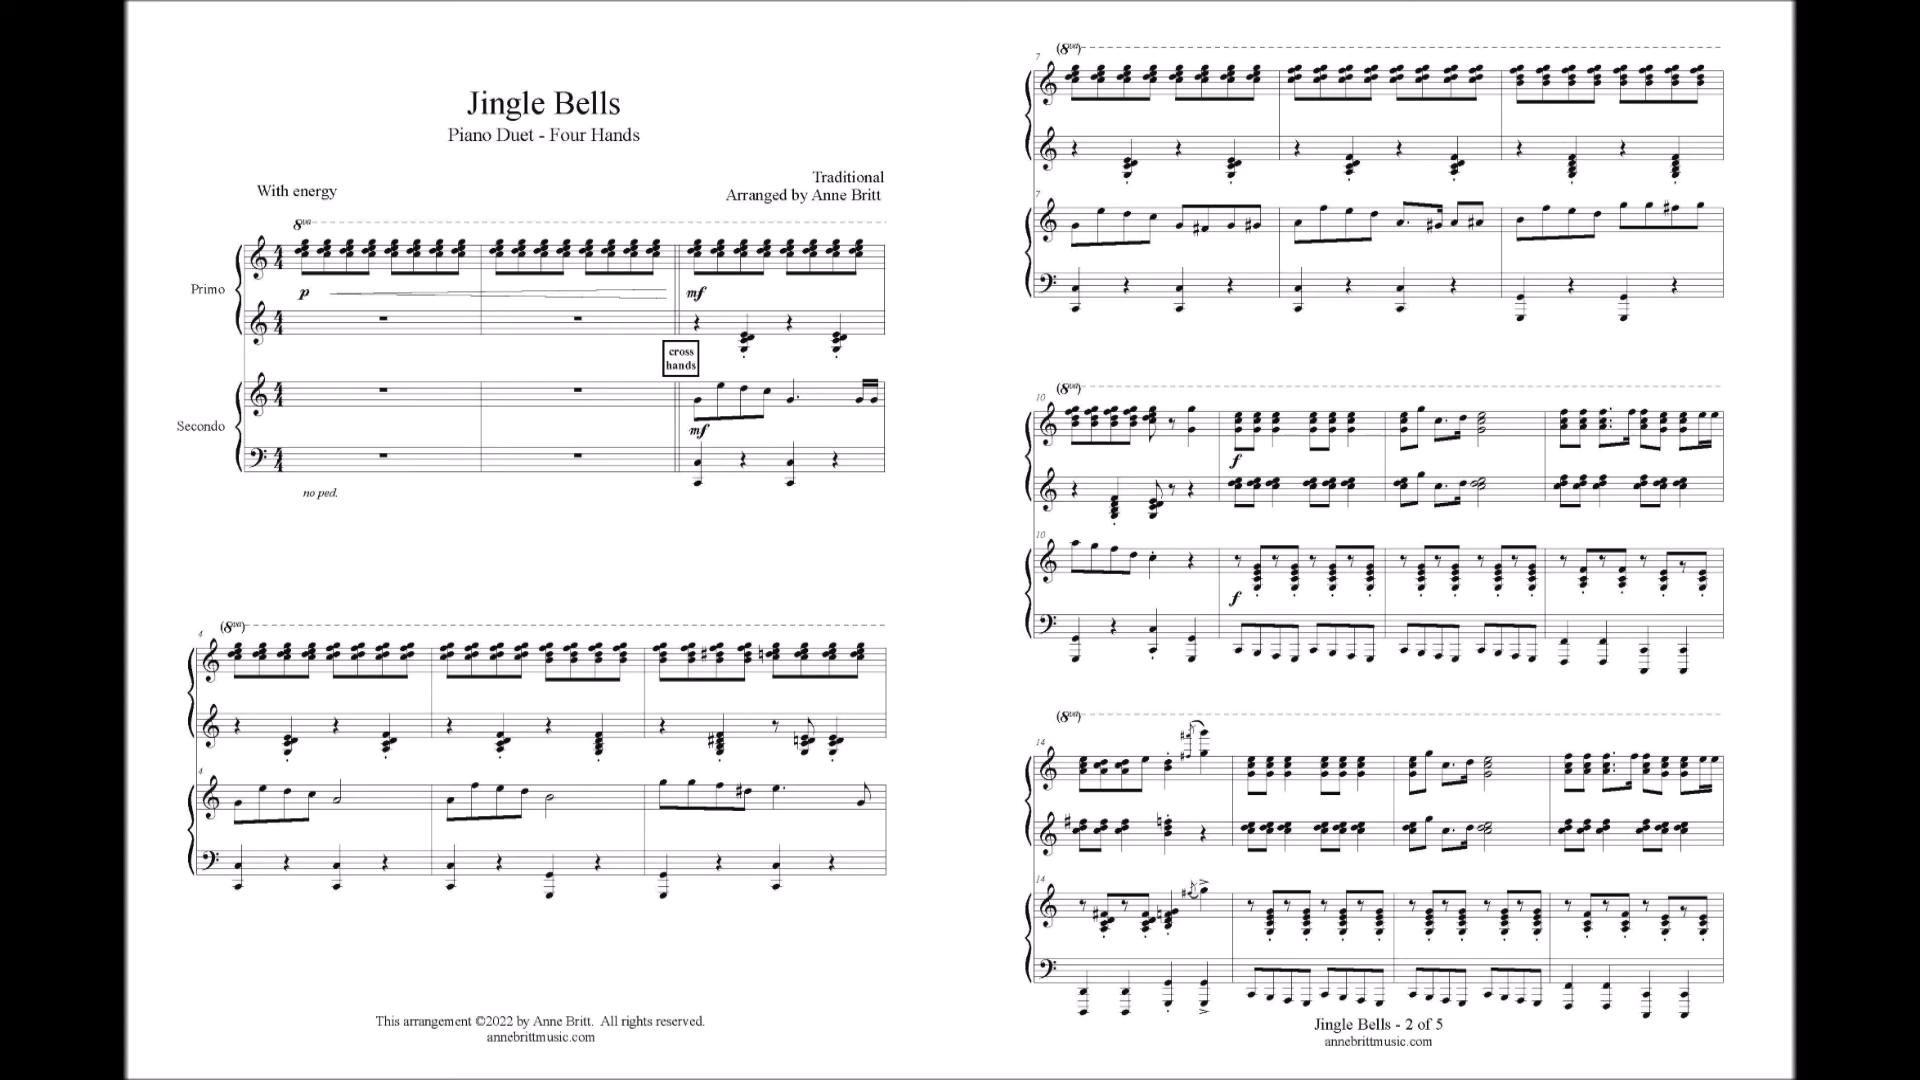 Jingle Bells
Piano Duet - Four Hands
Traditional
With energy
Arranged by Anne Britt
8va
Primo
p
mf
cross
hands
Secondo
mf
no ped.
4
(8va)
4
This arrangement ©2022 by Anne Britt. All rights reserved.
annebrittmusic.com
7
(8va)
7
10
(8va)
f
10
f
14
(8va)
14
Jingle Bells - 2 of 5
annebrittmusic.com